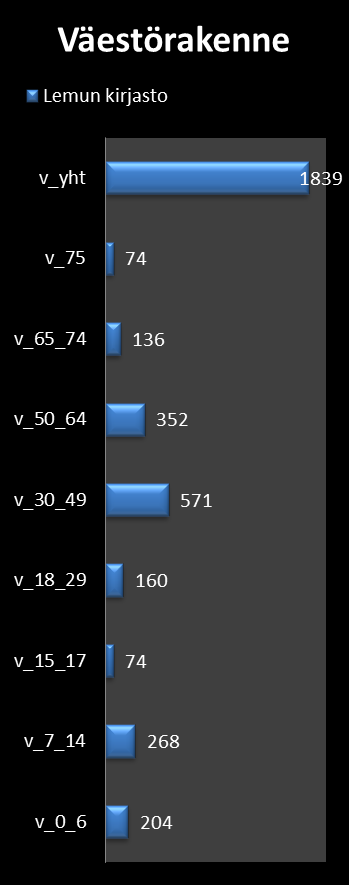 Väestörakenne
Lemun kirjasto
v_yht 1839
v_75 74
v_65_74 136
v_50_64 352
v_30_49 571
v_18_29 160
v_15_17 74
v_7_14 268
v_0_6 204